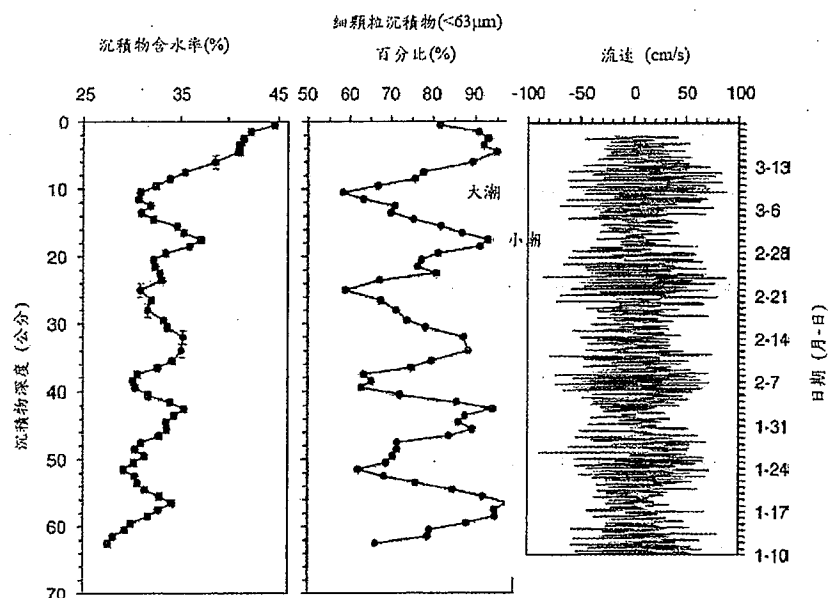 細顆粒沉積物(<63μm)
沉積物含水率(%)
百分比(%)
流速 (cm/s)
25 35 45
50 60 70 80 90
-100 -50 0 50 100
0
10
20
30
40
50
60
70
沉積物深度 (公分)
大潮
小潮
3-13
3-6
2-28
2-21
2-14
2-7
1-31
1-24
1-17
1-10
日期 (月-日)